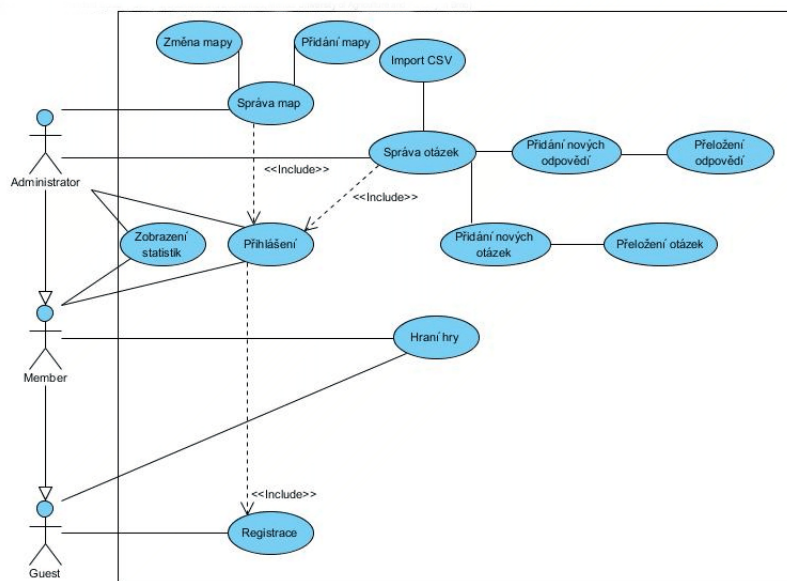 Změna mapy
Přidání mapy
Import CSV
Správa map
Správa otázek
Přidání nových
odpovědí
Přeložení
odpovědí
<<Include>>
Administrator
<<Include>>
Zobrazení
statistik
Přihlášení
Přidání nových
otázek
Přeložení otázek
Hraní hry
Member
<<Include>>
Registrace
Guest